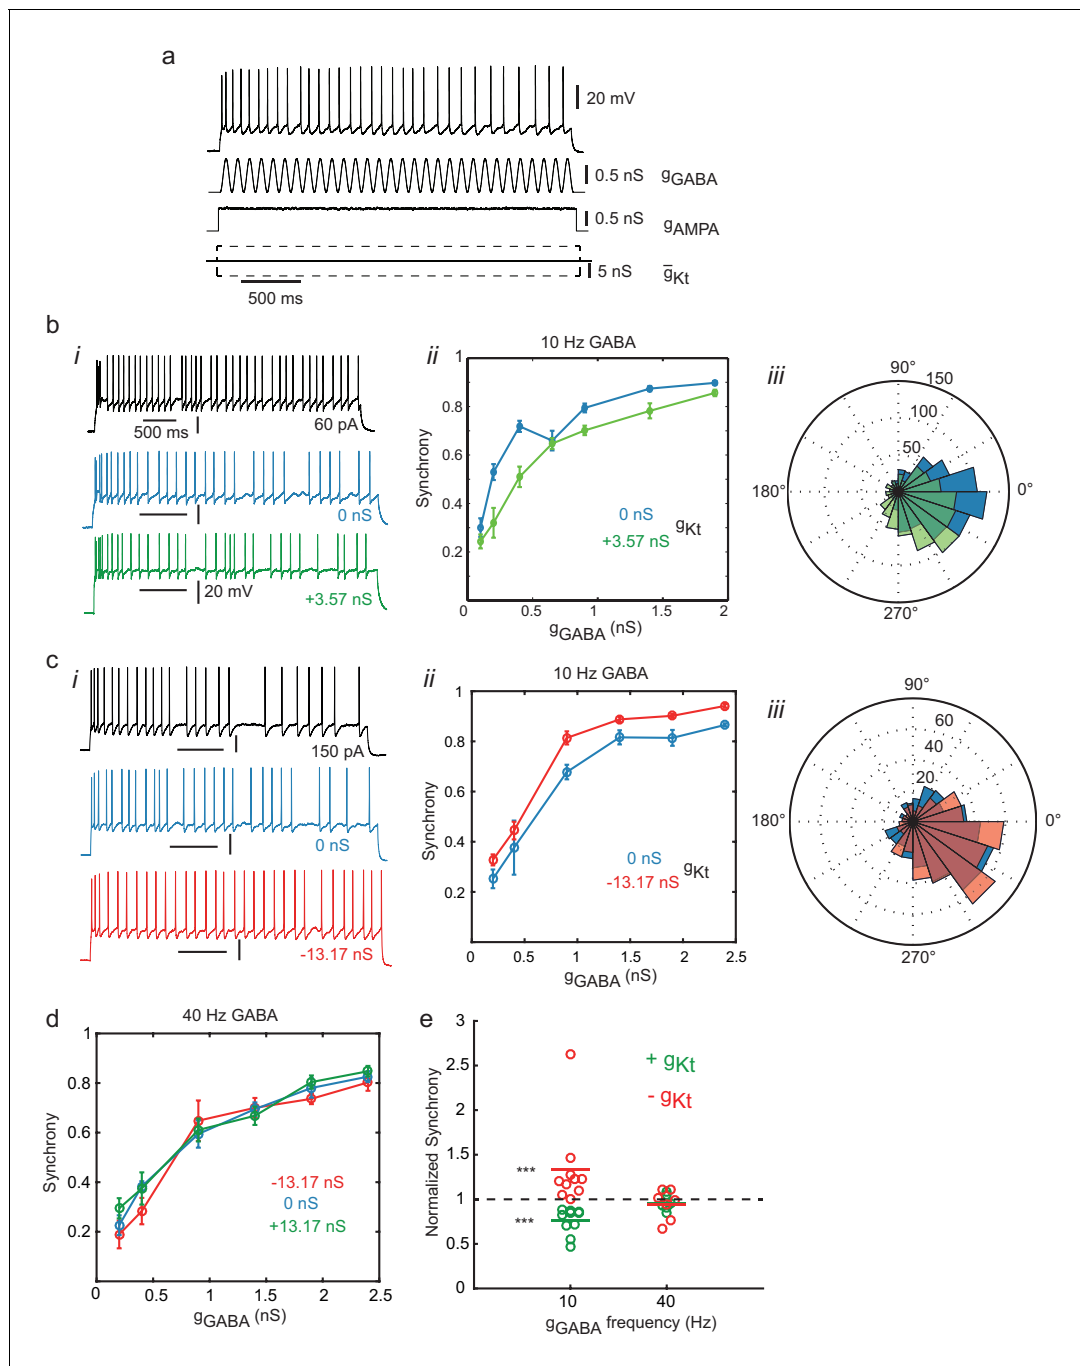 a
20 mV
0.5 nS gGABA
0.5 nS gAMPA
5 nS g̅Kt
500 ms
b
i
500 ms
60 pA
0 nS
20 mV
+3.57 nS
ii
10 Hz GABA
1
0.8
0.6
0.4
0.2
Synchrony
0 nS
+3.57 nS
gKt
0 0.5 1 1.5 2
gGABA (nS)
iii
90°
150
100
50
180°
0°
270°
c
i
150 pA
0 nS
-13.17 nS
ii
10 Hz GABA
1
0.8
0.6
0.4
0.2
Synchrony
0 nS
-13.17 nS
gKt
0 0.5 1 1.5 2 2.5
gGABA (nS)
iii
90°
60
40
20
180°
0°
270°
d
40 Hz GABA
1
0.8
0.6
0.4
0.2
Synchrony
-13.17 nS
0 nS
+13.17 nS
0 0.5 1 1.5 2 2.5
gGABA (nS)
e
3
2.5
2
1.5
1
0.5
0
Normalized Synchrony
+ gKt
- gKt
***
***
10 40
gGABA frequency (Hz)